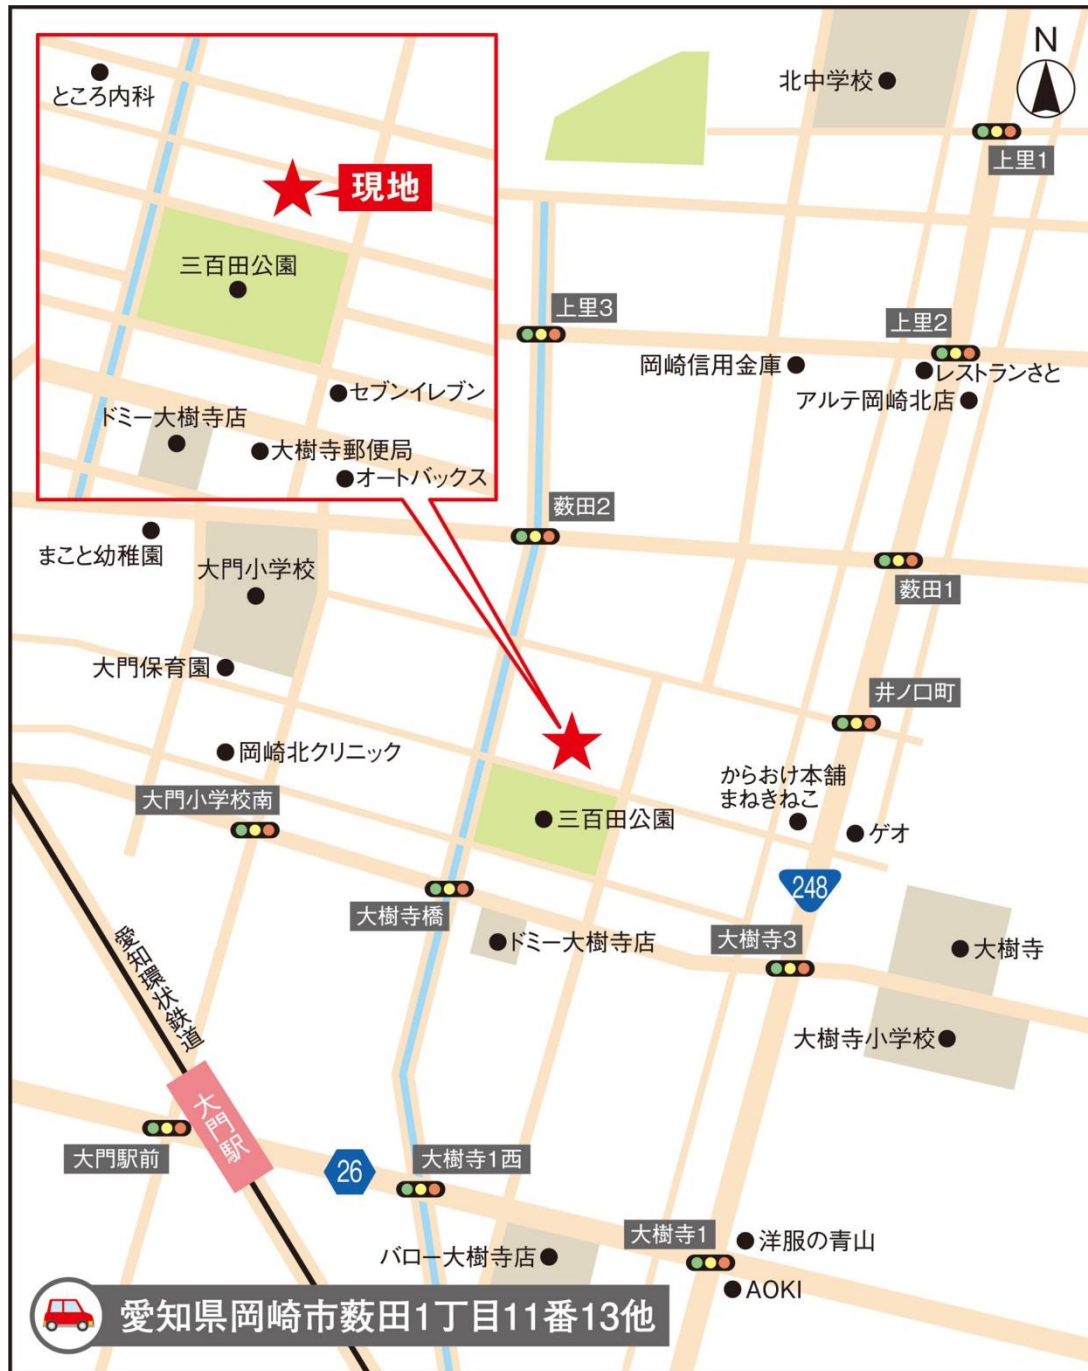 N
北中学校
上里1
ところ内科
現地
三百田公園
セブンイレブン
ドミー大樹寺店
大樹寺郵便局
オートバックス
上里3
上里2
岡崎信用金庫
レストランさと
アルテ岡崎北店
薮田2
まこと幼稚園
大門小学校
薮田1
大門保育園
井ノ口町
岡崎北クリニック
からおけ本舗
まねきねこ
大門小学校南
三百田公園
ゲオ
248
大樹寺橋
ドミー大樹寺店
大樹寺3
大樹寺
愛知環状鉄道
大樹寺小学校
大門駅
大門駅前
26
大樹寺1西
大樹寺1
洋服の青山
バロー大樹寺店
AOKI
愛知県岡崎市薮田1丁目11番13他